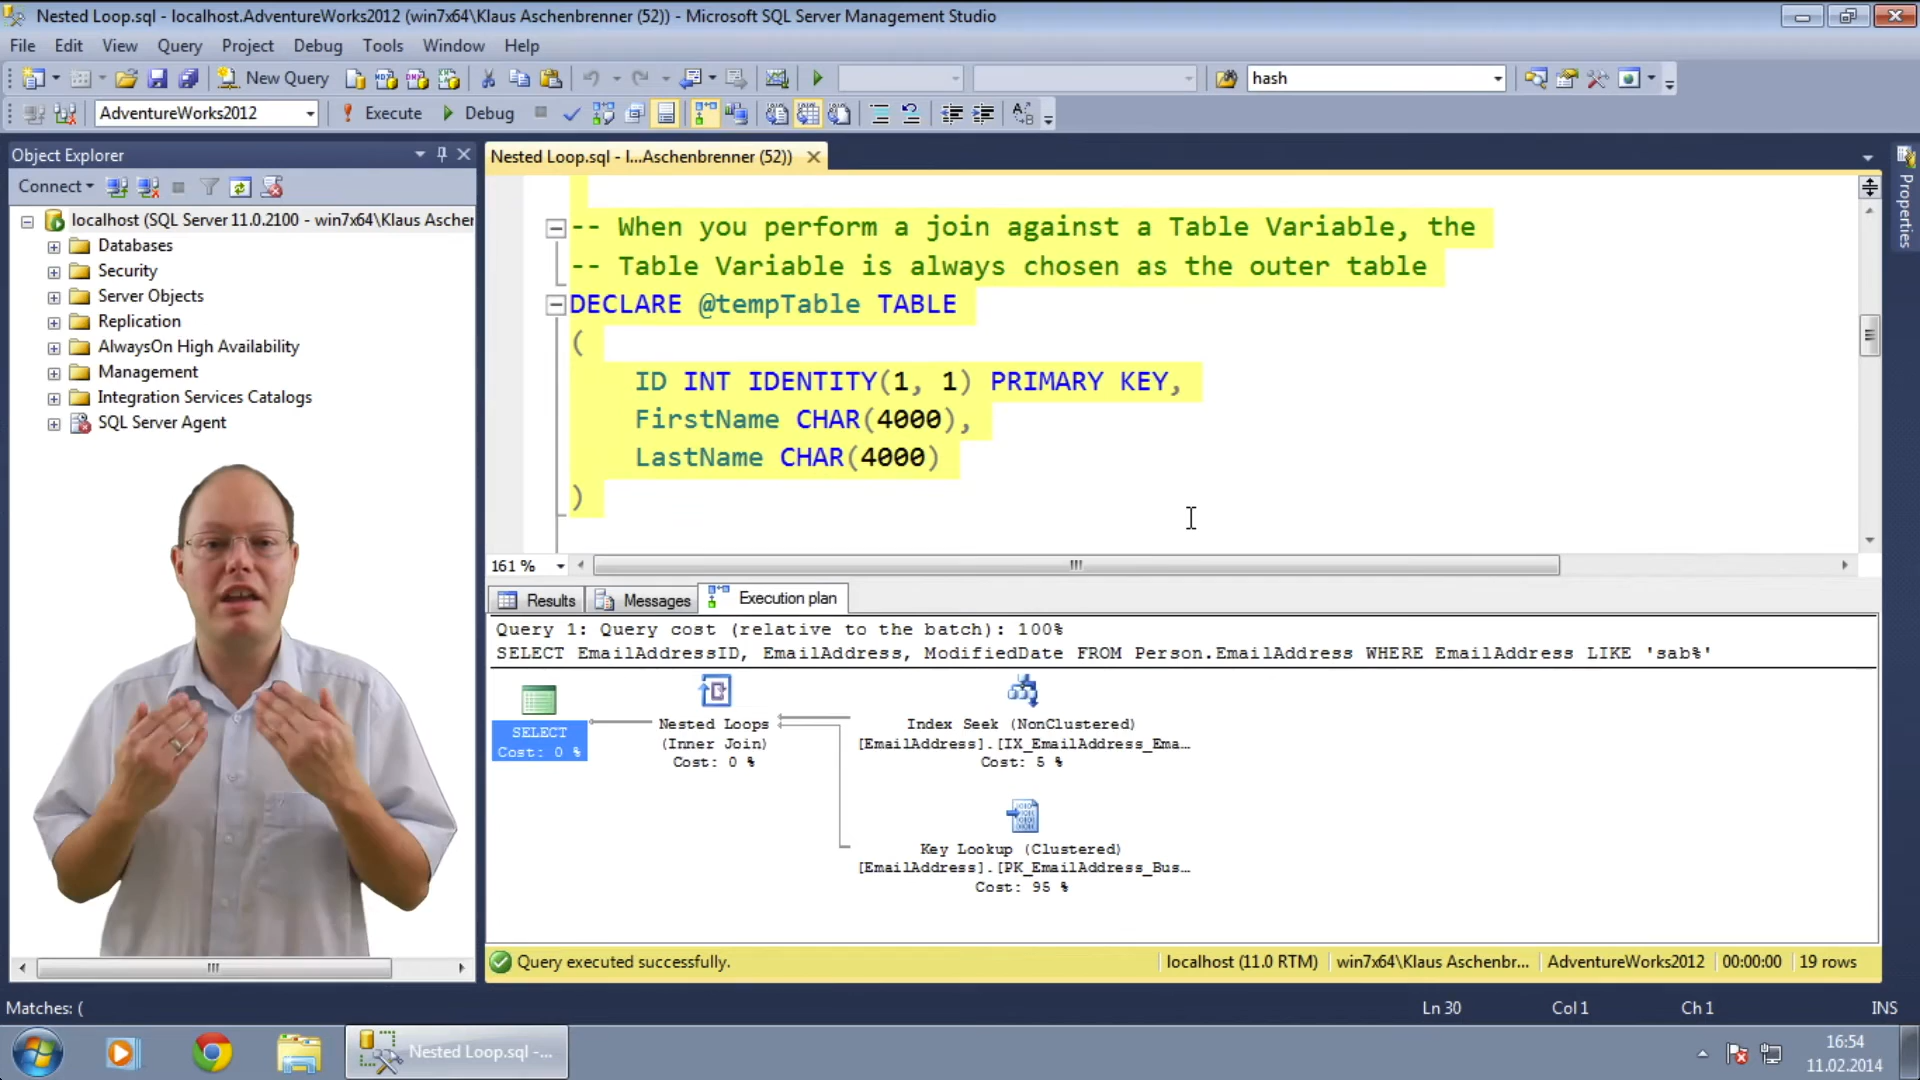 Nested Loop.sql - localhost.AdventureWorks2012 (win7x64\Klaus Aschenbrenner (52)) - Microsoft SQL Server Management Studio
File Edit View Query Project Debug Tools Window Help
New Query
hash
AdventureWorks2012
Execute
Debug
Object Explorer
Connect
localhost (SQL Server 11.0.2100 - win7x64\Klaus Ascher
Databases
Security
Server Objects
Replication
AlwaysOn High Availability
Management
Integration Services Catalogs
SQL Server Agent
Nested Loop.sql - l...Aschenbrenner (52))
Properties
-- When you perform a join against a Table Variable, the
-- Table Variable is always chosen as the outer table
DECLARE @tempTable TABLE
(
ID INT IDENTITY(1, 1) PRIMARY KEY,
FirstName CHAR(4000),
LastName CHAR(4000)
)
161 %
Results
Messages
Execution plan
Query 1: Query cost (relative to the batch): 100%
SELECT EmailAddressID, EmailAddress, ModifiedDate FROM Person.EmailAddress WHERE EmailAddress LIKE 'sab%'
SELECT
Cost: 0 %
Nested Loops
(Inner Join)
Cost: 0 %
Index Seek (NonClustered)
[EmailAddress].[IX_EmailAddress_Ema...
Cost: 5 %
Key Lookup (Clustered)
[EmailAddress].[PK_EmailAddress_Bus...
Cost: 95 %
Query executed successfully.
localhost (11.0 RTM)
win7x64\Klaus Aschenbr...
AdventureWorks2012
00:00:00
19 rows
Matches: (
Ln 30
Col 1
Ch 1
INS
Nested Loop.sql -...
16:54
11.02.2014